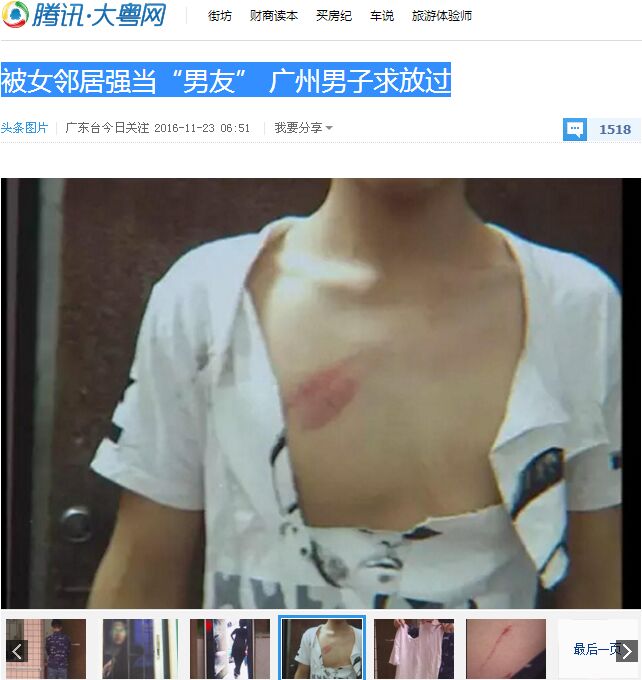 腾讯·大粤网 街坊 财商读本 买房纪 车说 旅游体验师
被女邻居强当“男友” 广州男子求放过
头条图片 广东台今日关注 2016-11-23 06:51 我要分享 1518
最后一页